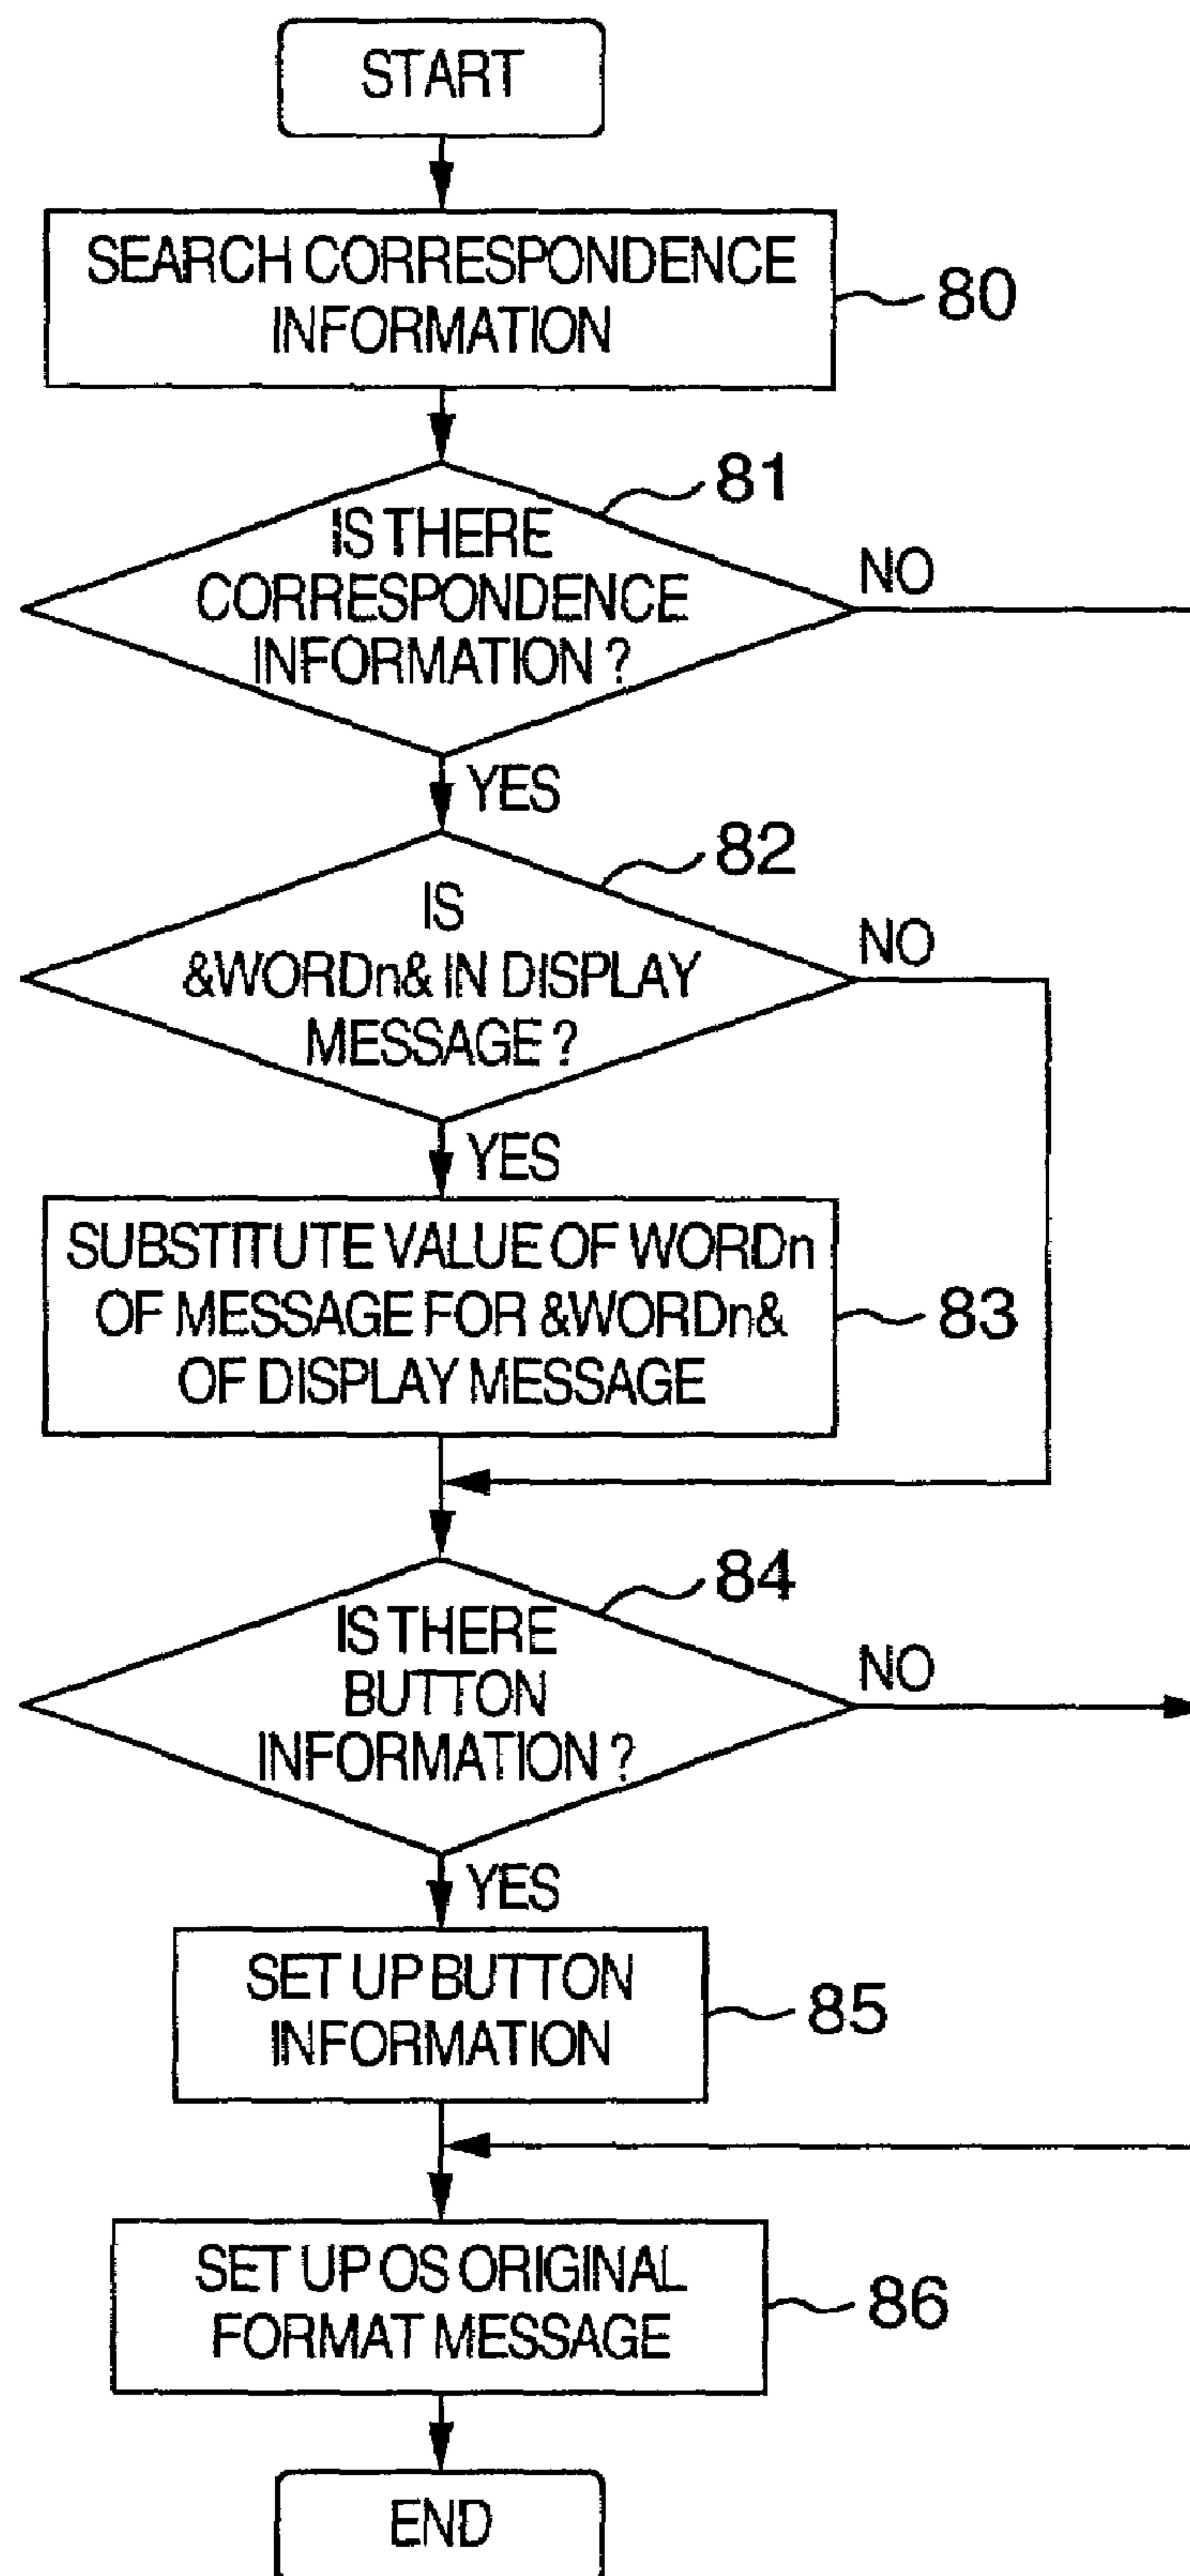 START
SEARCH CORRESPONDENCE
INFORMATION
80
81
IS THERE
CORRESPONDENCE
INFORMATION ?
NO
YES
82
IS
&WORDn& IN DISPLAY
MESSAGE ?
NO
YES
SUBSTITUTE VALUE OF WORDn
OF MESSAGE FOR &WORDn&
OF DISPLAY MESSAGE
83
84
IS THERE
BUTTON
INFORMATION ?
NO
YES
SET UP BUTTON
INFORMATION
85
SET UP OS ORIGINAL
FORMAT MESSAGE
86
END